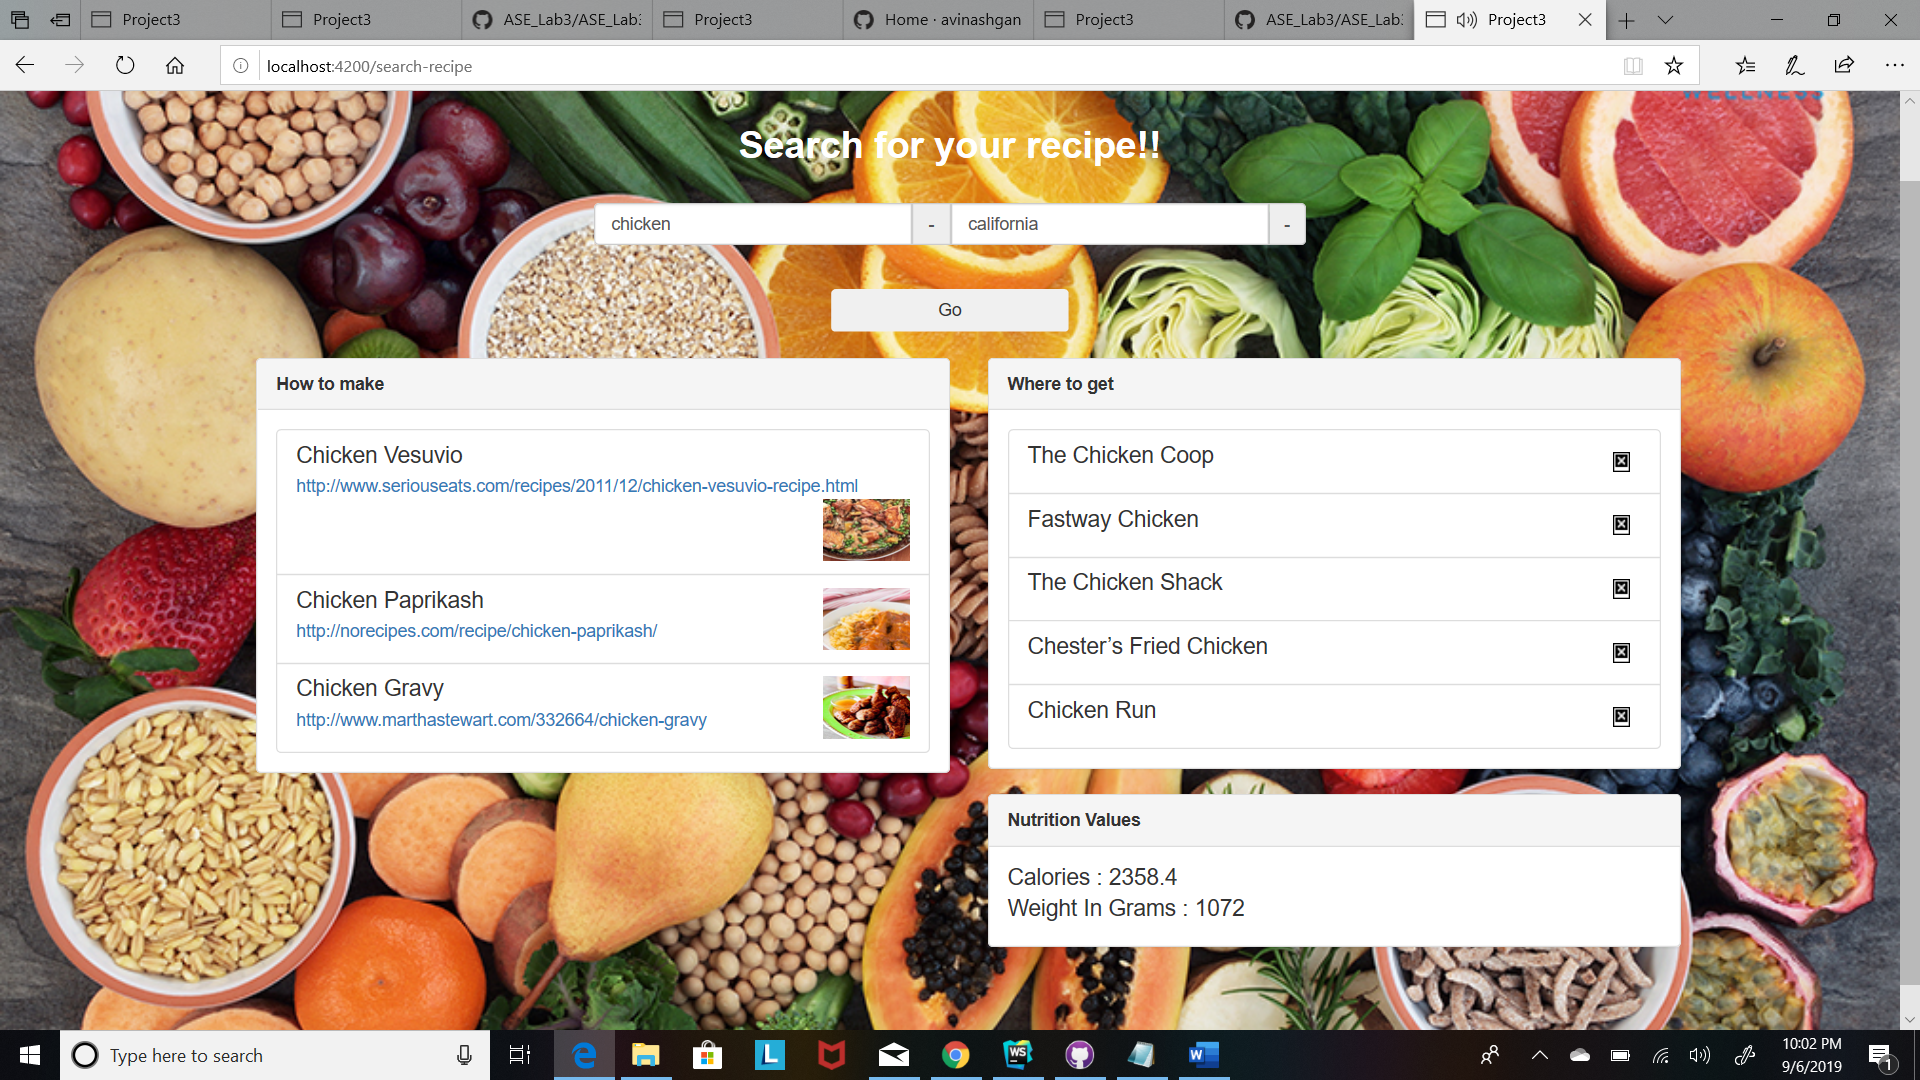 Project3
Project3
ASE_Lab3/ASE_Lab
Project3
Home · avinashgan
Project3
ASE_Lab3/ASE_Lab
Project3
localhost:4200/search-recipe
WELLNESS
Search for your recipe!!
chicken - california -
Go
How to make
Chicken Vesuvio
http://www.seriouseats.com/recipes/2011/12/chicken-vesuvio-recipe.html
Chicken Paprikash
http://norecipes.com/recipe/chicken-paprikash/
Chicken Gravy
http://www.marthastewart.com/332664/chicken-gravy
Where to get
The Chicken Coop
Fastway Chicken
The Chicken Shack
Chester’s Fried Chicken
Chicken Run
Nutrition Values
Calories : 2358.4
Weight In Grams : 1072
Type here to search
L
WS
W
10:02 PM
9/6/2019
1